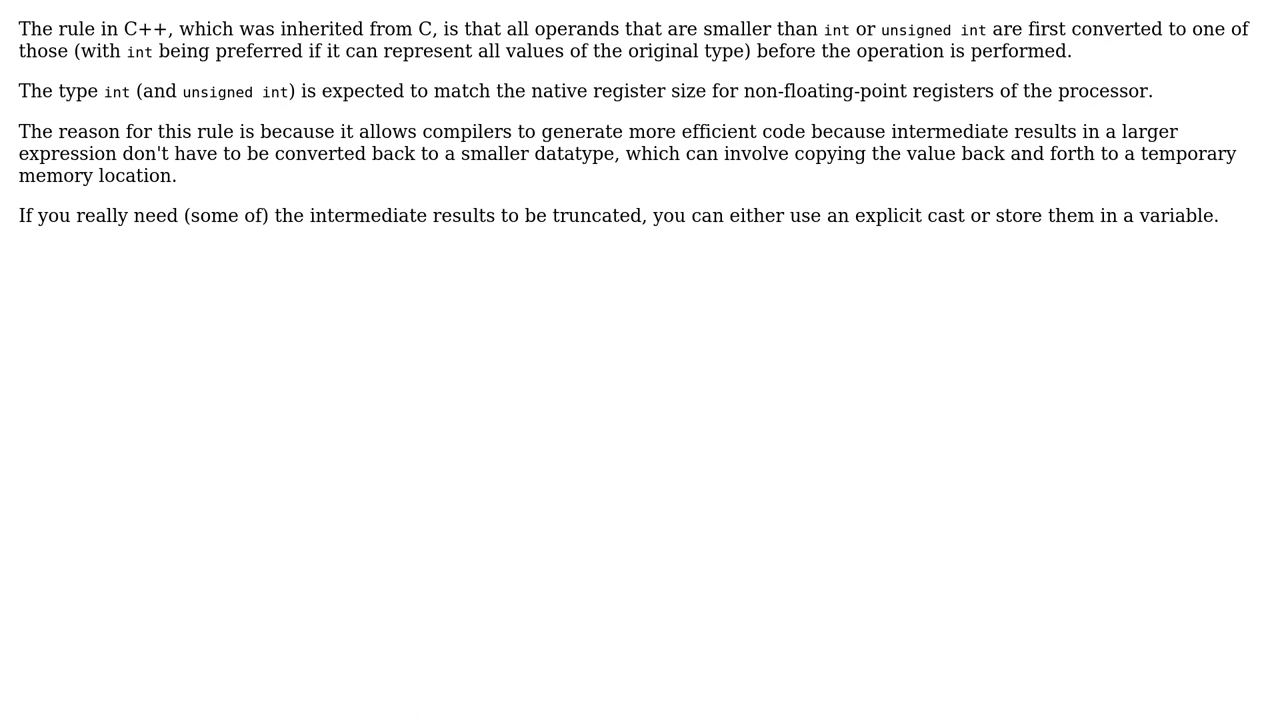 The rule in C++, which was inherited from C, is that all operands that are smaller than int or unsigned int are first converted to one of
those (with int being preferred if it can represent all values of the original type) before the operation is performed.
The type int (and unsigned int) is expected to match the native register size for non-floating-point registers of the processor.
The reason for this rule is because it allows compilers to generate more efficient code because intermediate results in a larger
expression don't have to be converted back to a smaller datatype, which can involve copying the value back and forth to a temporary
memory location.
If you really need (some of) the intermediate results to be truncated, you can either use an explicit cast or store them in a variable.